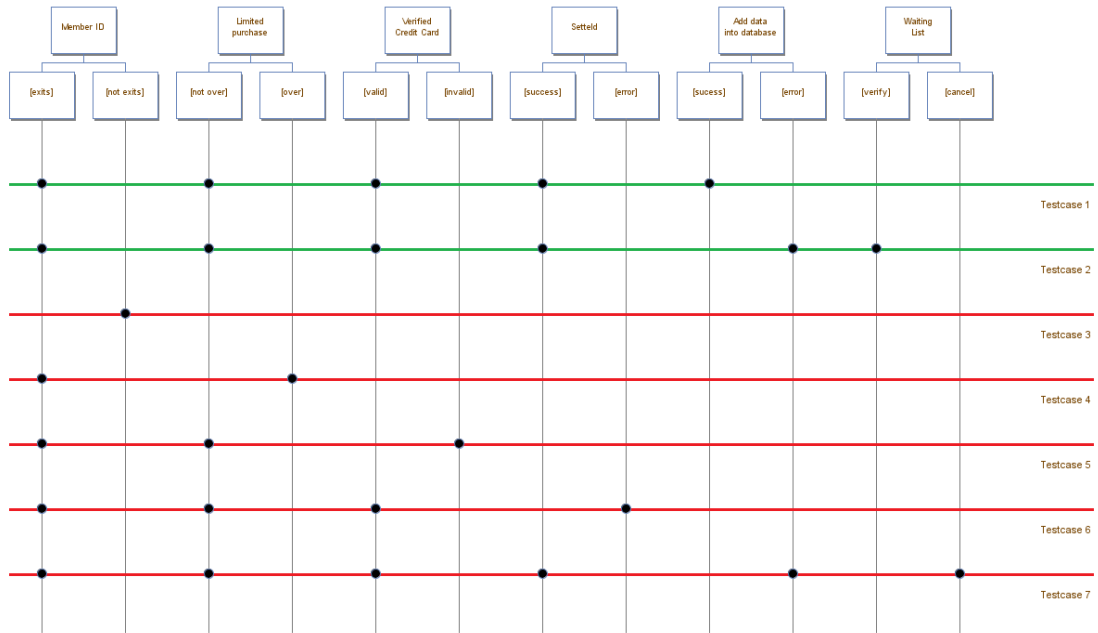 Member ID
Limited
purchase
Verified
Credit Card
Setteld
Add data
into database
Waiting
List
[exits]
[not exits]
[not over]
[over]
[valid]
[invalid]
[success]
[error]
[sucess]
[error]
[verify]
[cancel]
Testcase 1
Testcase 2
Testcase 3
Testcase 4
Testcase 5
Testcase 6
Testcase 7